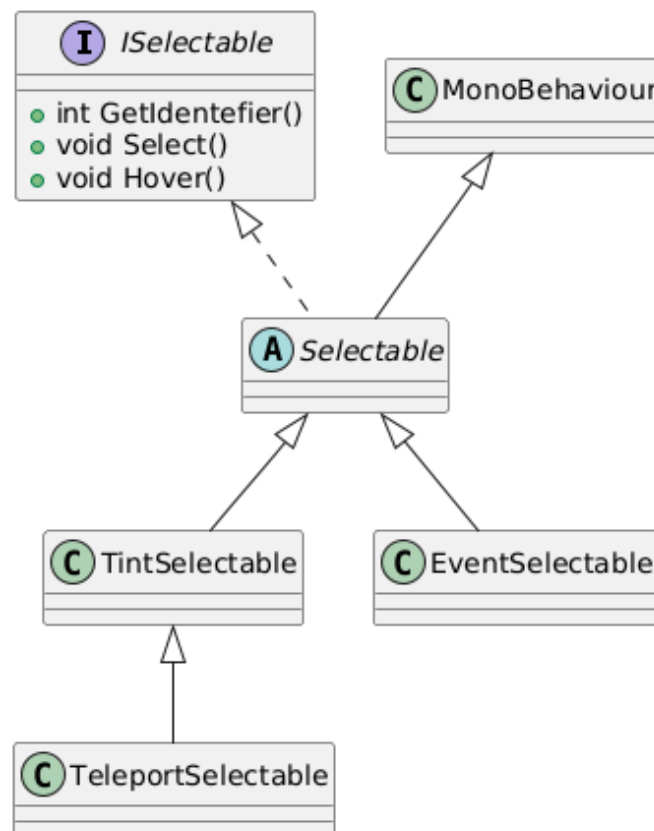 I ISelectable
int GetIdentefier()
void Select()
void Hover()
C MonoBehaviour
A Selectable
C TintSelectable
C EventSelectable
C TeleportSelectable